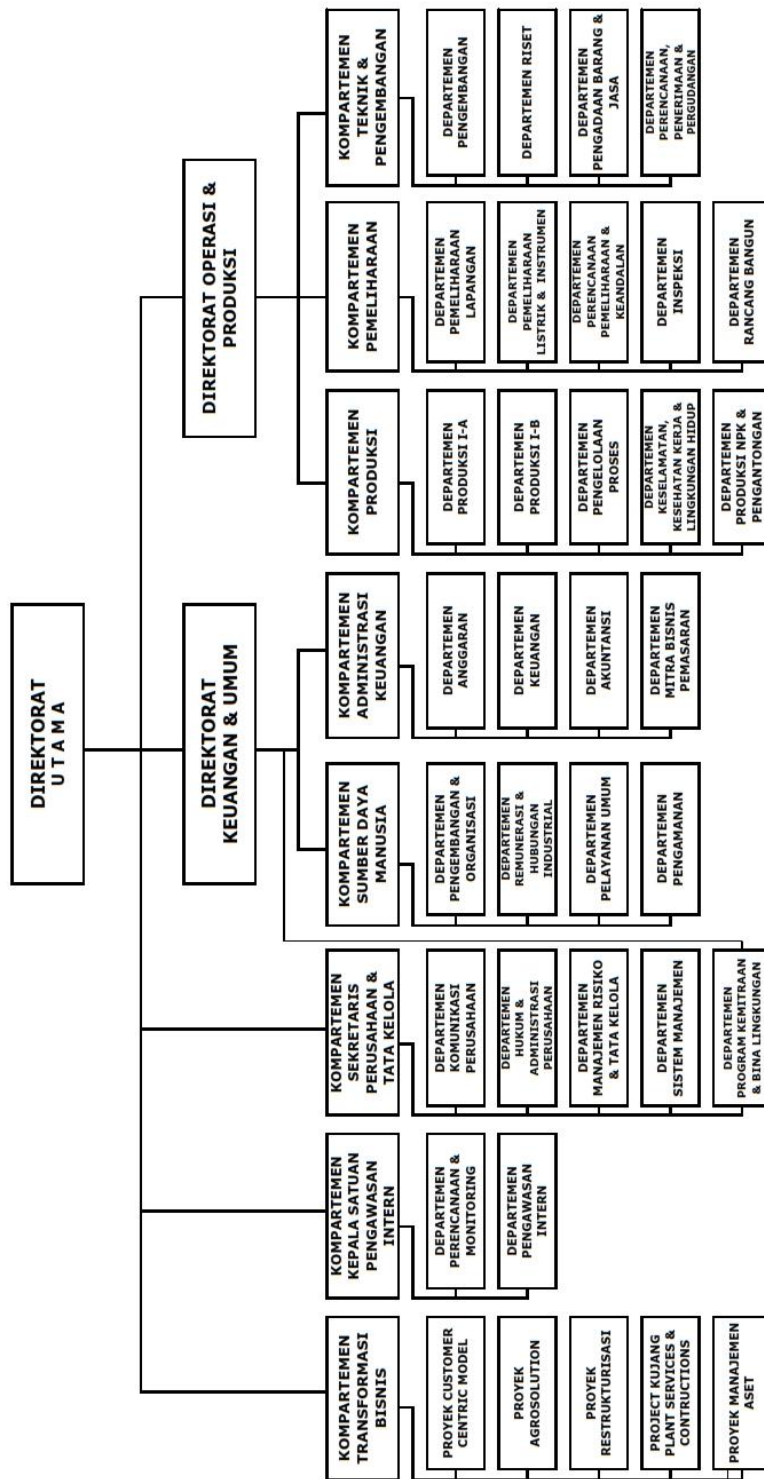 DIREKTORAT
U T A M A
DIREKTORAT
KEUANGAN & UMUM
DIREKTORAT OPERASI &
PRODUKSI
KOMPARTEMEN
TRANSFORMASI
BISNIS
KOMPARTEMEN
KEPALA SATUAN
PENGAWASAN
INTERN
KOMPARTEMEN
SEKRETARIS
PERUSAHAAN &
TATA KELOLA
KOMPARTEMEN
SUMBER DAYA
MANUSIA
KOMPARTEMEN
ADMINISTRASI
KEUANGAN
KOMPARTEMEN
PRODUKSI
KOMPARTEMEN
PEMELIHARAAN
KOMPARTEMEN
TEKNIK &
PENGEMBANGAN
PROYEK CUSTOMER
CENTRIC MODEL
PROYEK
AGROSOLUTION
PROYEK
RESTRUKTURISASI
PROJECT KUJANG
PLANT SERVICES &
CONTRUCTIONS
PROYEK MANAJEMEN
ASET
DEPARTEMEN
PERENCANAAN &
MONITORING
DEPARTEMEN
PENGAWASAN
INTERN
DEPARTEMEN
KOMUNIKASI
PERUSAHAAN
DEPARTEMEN
HUKUM &
ADMINISTRASI
PERUSAHAAN
DEPARTEMEN
MANAJEMEN RISIKO
& TATA KELOLA
DEPARTEMEN
SISTEM MANAJEMEN
DEPARTEMEN
PROGRAM KEMITRAAN
& BINA LINGKUNGAN
DEPARTEMEN
PENGEMBANGAN &
ORGANISASI
DEPARTEMEN
REMUNERASI &
HUBUNGAN
INDUSTRIAL
DEPARTEMEN
PELAYANAN UMUM
DEPARTEMEN
PENGAMANAN
DEPARTEMEN
ANGGARAN
DEPARTEMEN
KEUANGAN
DEPARTEMEN
AKUNTANSI
DEPARTEMEN
MITRA BISNIS
PEMASARAN
DEPARTEMEN
PRODUKSI I-A
DEPARTEMEN
PRODUKSI I-B
DEPARTEMEN
PENGELOLAAN
PROSES
DEPARTEMEN
KESELAMATAN,
KESEHATAN KERJA &
LINGKUNGAN HIDUP
DEPARTEMEN
PRODUKSI NPK &
PENGANTONGAN
DEPARTEMEN
PEMELIHARAAN
LAPANGAN
DEPARTEMEN
PEMELIHARAAN
LISTRIK & INSTRUMEN
DEPARTEMEN
PERENCANAAN
PEMELIHARAAN &
KEANDALAN
DEPARTEMEN
INSPEKSI
DEPARTEMEN
RANCANG BANGUN
DEPARTEMEN
PENGEMBANGAN
DEPARTEMEN RISET
DEPARTEMEN
PENGADAAN BARANG &
JASA
DEPARTEMEN
PERENCANAAN,
PENERIMAAN &
PERGUDANGAN